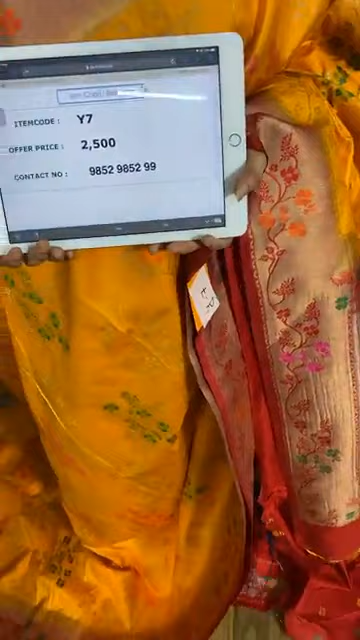 ITEMCODE : Y7
OFFER PRICE : 2,500
CONTACT NO : 9852 9852 99